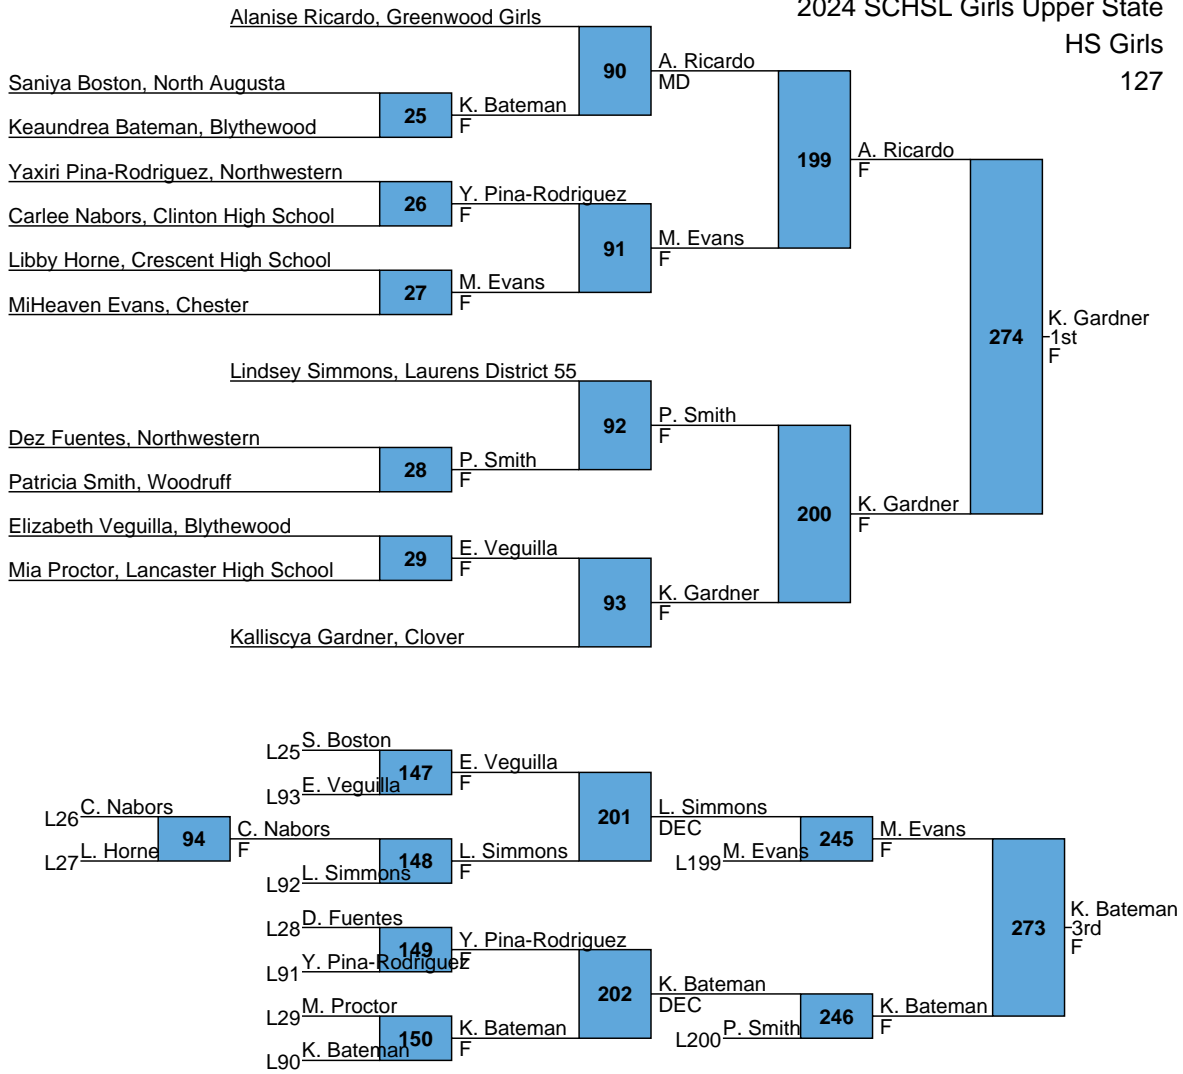 2024 SCHSL Girls Upper State
HS Girls
127
Alanise Ricardo, Greenwood Girls
90
A. Ricardo
MD
Saniya Boston, North Augusta
25
K. Bateman
F
Keaundrea Bateman, Blythewood
199
A. Ricardo
F
Yaxiri Pina-Rodriguez, Northwestern
26
Y. Pina-Rodriguez
F
Carlee Nabors, Clinton High School
91
M. Evans
F
Libby Horne, Crescent High School
27
M. Evans
F
MiHeaven Evans, Chester
274
K. Gardner
1st
F
Lindsey Simmons, Laurens District 55
92
P. Smith
F
Dez Fuentes, Northwestern
28
P. Smith
F
Patricia Smith, Woodruff
200
K. Gardner
F
Elizabeth Veguilla, Blythewood
29
E. Veguilla
F
Mia Proctor, Lancaster High School
93
K. Gardner
F
Kalliscya Gardner, Clover
L25
S. Boston
147
E. Veguilla
F
L93
E. Veguilla
L26
C. Nabors
94
C. Nabors
F
L27
L. Horne
148
L. Simmons
F
L92
L. Simmons
201
L. Simmons
DEC
L199
M. Evans
245
M. Evans
F
L28
D. Fuentes
149
Y. Pina-Rodriguez
F
L91
Y. Pina-Rodriguez
202
K. Bateman
DEC
L29
M. Proctor
150
K. Bateman
F
L90
K. Bateman
L200
P. Smith
246
K. Bateman
F
273
K. Bateman
3rd
F